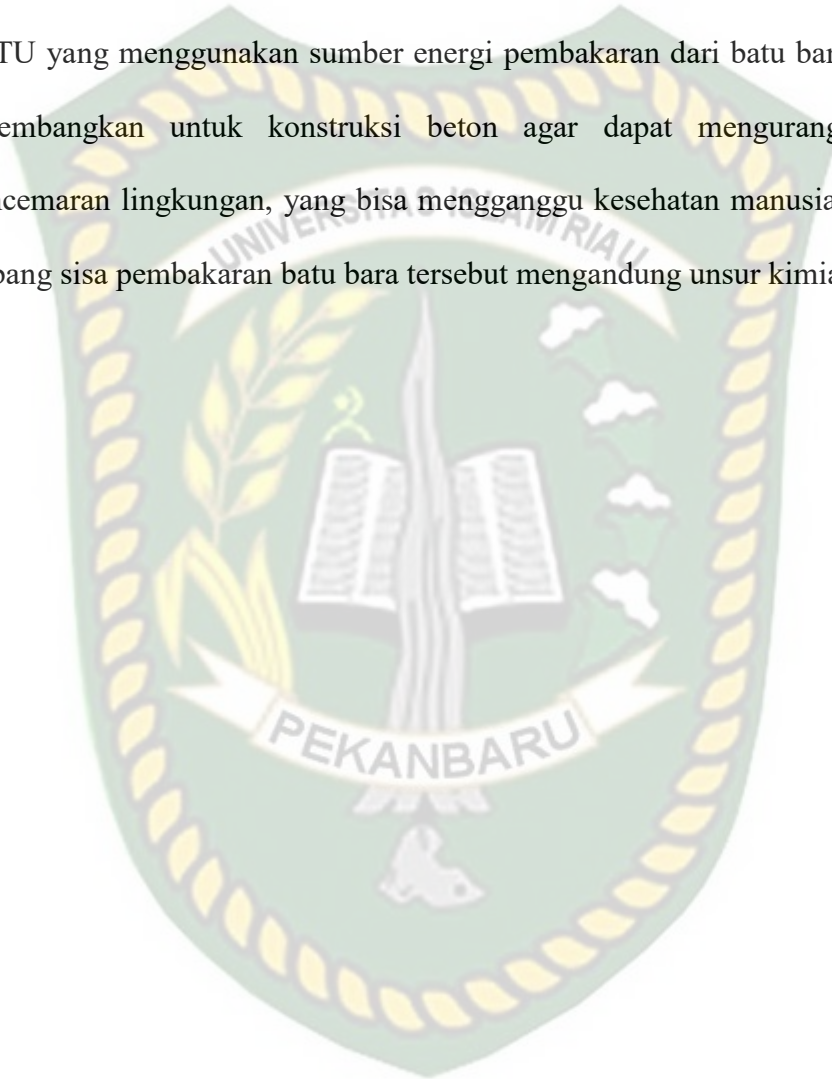 TU yang menggunakan sumber energi pembakaran dari batu bar
embangkan untuk konstruksi beton agar dapat mengurang
cemaran lingkungan, yang bisa mengganggu kesehatan manusia
bang sisa pembakaran batu bara tersebut mengandung unsur kimia
UNIVERSITAS ISLAM RIAU
PEKANBARU